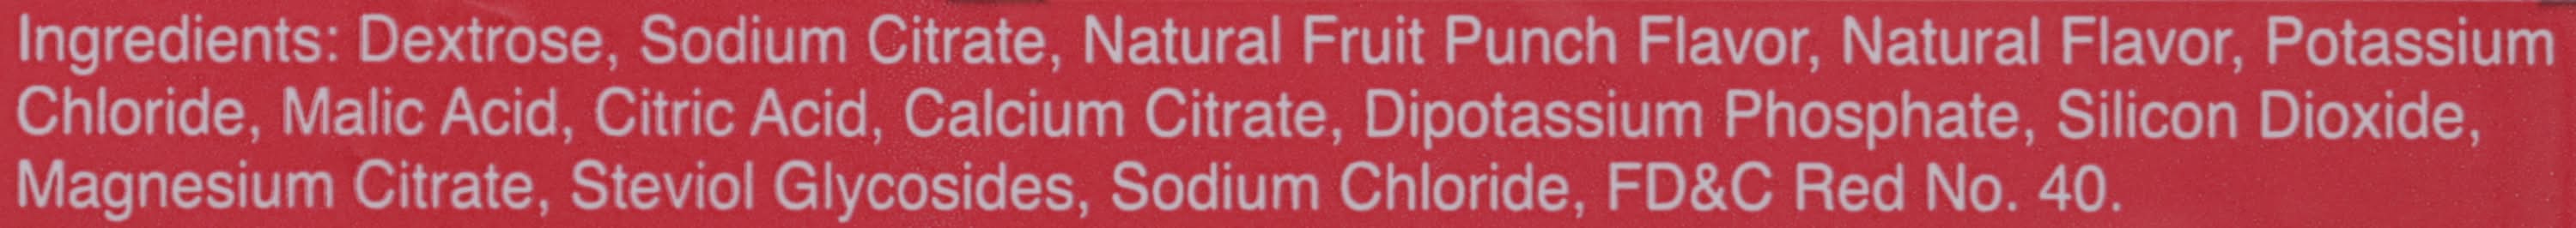 Ingredients: Dextrose, Sodium Citrate, Natural Fruit Punch Flavor, Natural Flavor, Potassium
Chloride, Malic Acid, Citric Acid, Calcium Citrate, Dipotassium Phosphate, Silicon Dioxide,
Magnesium Citrate, Steviol Glycosides, Sodium Chloride, FD&C Red No. 40.